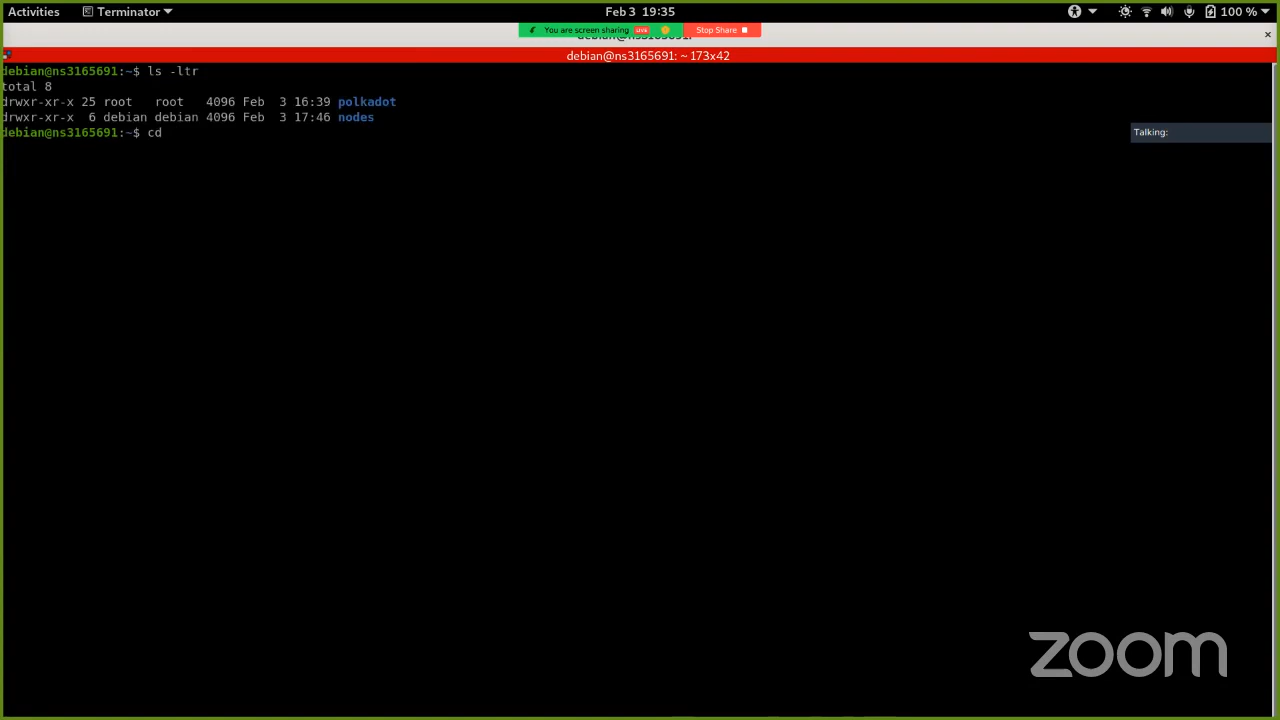 Activities Terminator Feb 3 19:35 100 %
You are screen sharing LIVE Stop Share
debian@ns3165691: ~ 173x42
debian@ns3165691:~$ ls -ltr
total 8
drwxr-xr-x 25 root   root   4096 Feb  3 16:39 polkadot
drwxr-xr-x  6 debian debian 4096 Feb  3 17:46 nodes
debian@ns3165691:~$ cd
Talking:
zoom